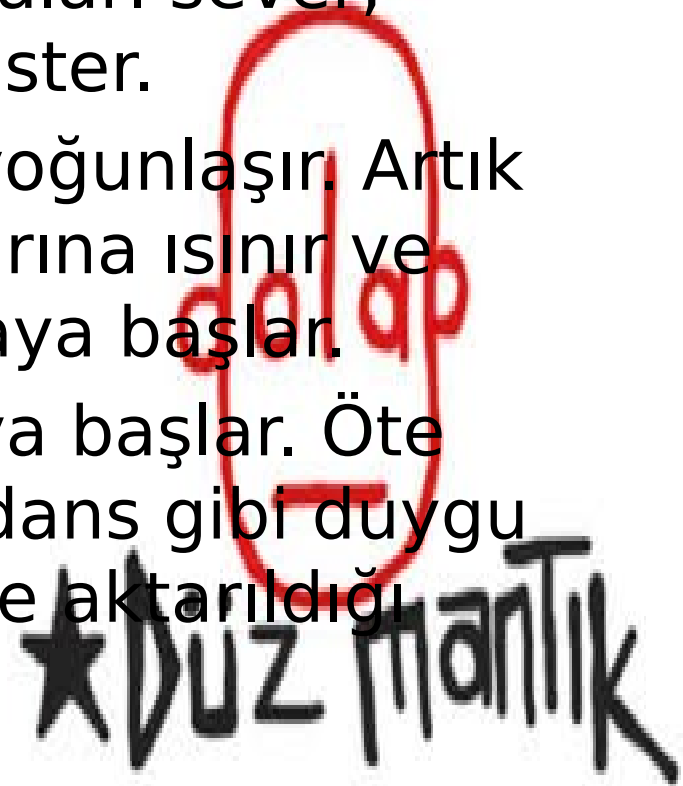 ster.
yoğunlaşır. Artık
rına ısınır ve
aya başlar.
ya başlar. Öte
dans gibi duygu
e aktarıldığı
dolap
Düz mantık